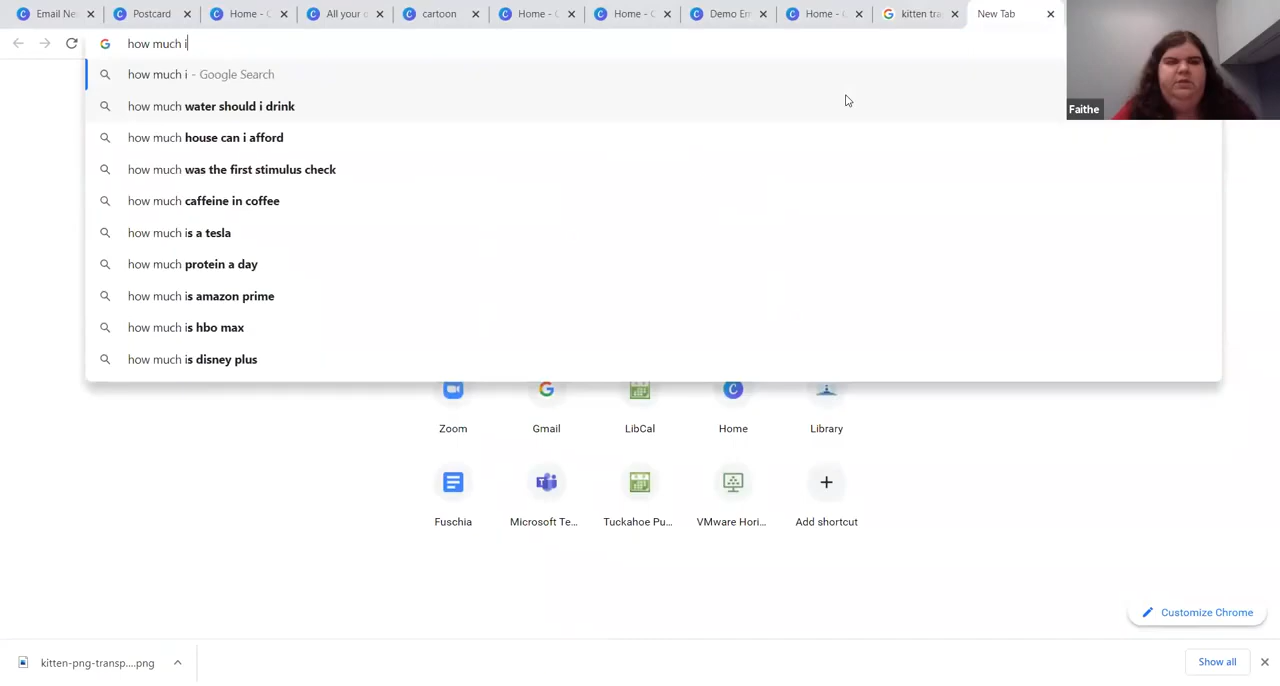 Email Ne
Postcard
Home - C
All your d
cartoon
Home - C
Home - C
Demo Em
Home - C
kitten tra
New Tab
how much i
how much i - Google Search
how much water should i drink
Faithe
how much house can i afford
how much was the first stimulus check
how much caffeine in coffee
how much is a tesla
how much protein a day
how much is amazon prime
how much is hbo max
how much is disney plus
Zoom
Gmail
LibCal
Home
Library
Fuschia
Microsoft Te...
Tuckahoe Pu...
VMware Hori...
Add shortcut
Customize Chrome
kitten-png-transp....png
Show all